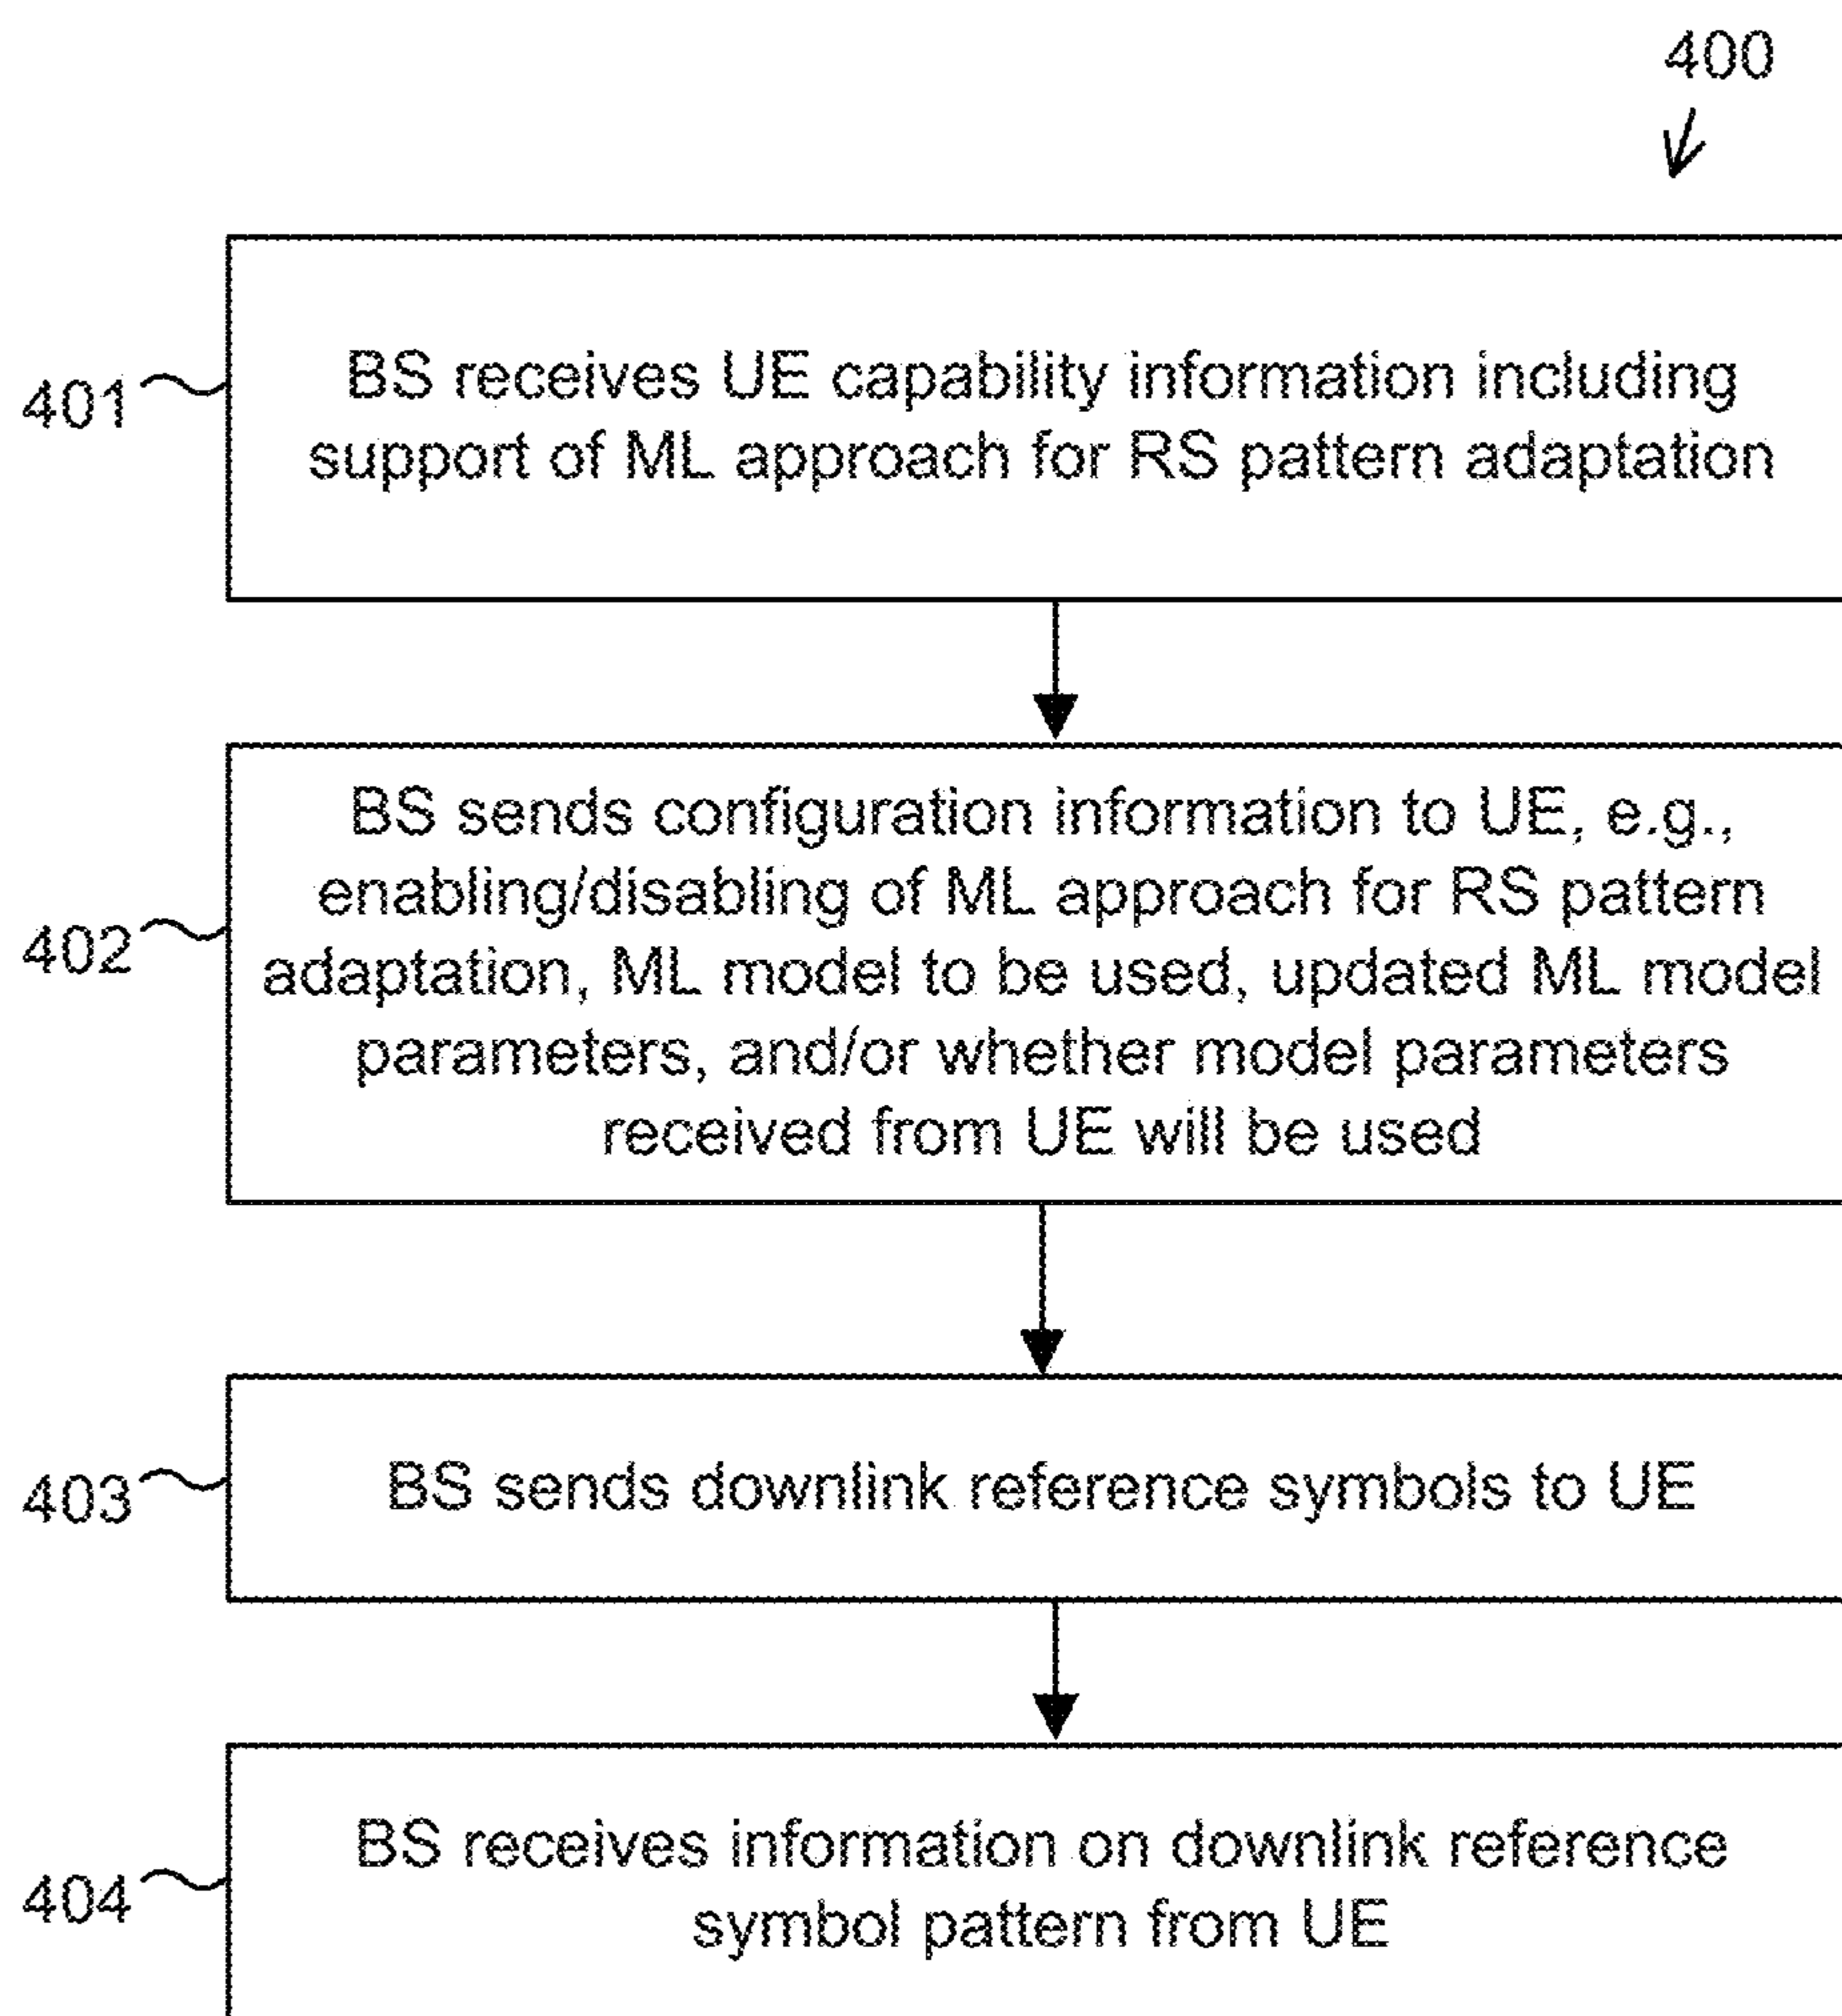 400
401
BS receives UE capability information including
support of ML approach for RS pattern adaptation
402
BS sends configuration information to UE, e.g.,
enabling/disabling of ML approach for RS pattern
adaptation, ML model to be used, updated ML model
parameters, and/or whether model parameters
received from UE will be used
403
BS sends downlink reference symbols to UE
404
BS receives information on downlink reference
symbol pattern from UE